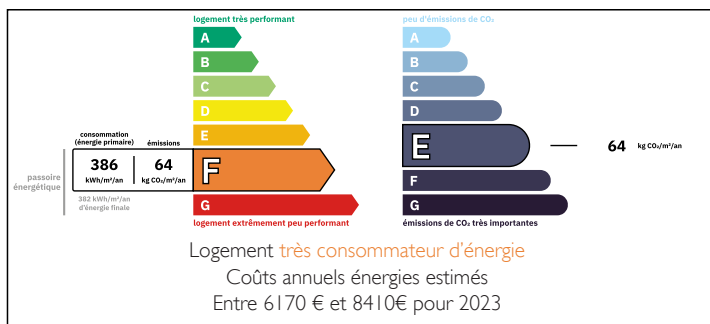 logement très performant
A
B
C
D
E
consommation
(énergie primaire)
émissions
386
kWh/m²/an
64
kg CO₂/m²/an
F
passoire
énergétique
382 kWh/m²/an
d'énergie finale
G
logement extrêmement peu performant
peu d'émissions de CO₂
A
B
C
D
E
64 kg CO₂/m²/an
F
G
émissions de CO₂ très importantes
Logement très consommateur d'énergie
Coûts annuels énergies estimés
Entre 6170 € et 8410€ pour 2023